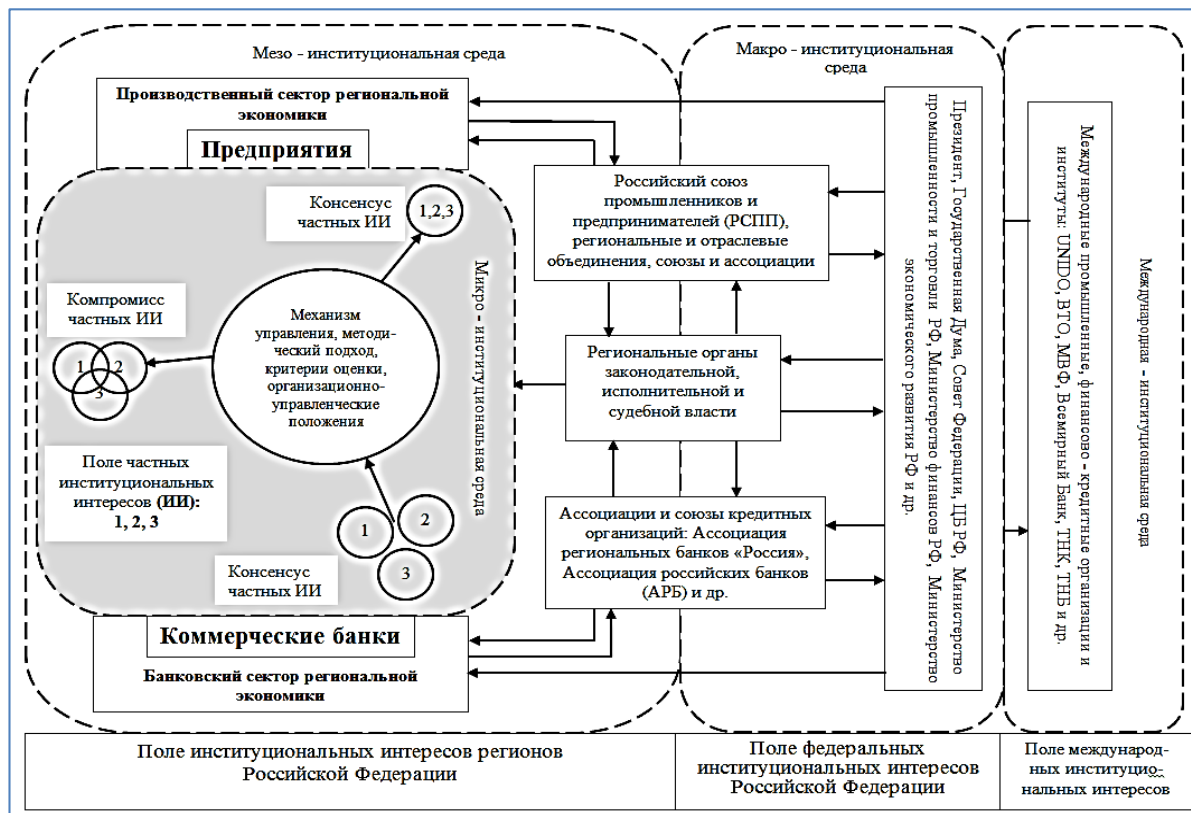 Мезо - институциональная среда
Производственный сектор региональной
экономики
Предприятия
Консенсус
частных ИИ
1,2,3
Компромисс
частных ИИ
1
2
3
Механизм
управления, методи-
ческий подход,
критерии оценки,
организационно-
управленческие
положения
Поле частных
институциональных
интересов (ИИ):
1, 2, 3
1
2
3
Консенсус
частных ИИ
Микро - институциональная среда
Коммерческие банки
Банковский сектор региональной
экономики
Российский союз
промышленников и
предпринимателей (РСПП),
региональные и отраслевые
объединения, союзы и ассоциации
Региональные органы
законодательной,
исполнительной и
судебной власти
Ассоциации и союзы кредитных
организаций: Ассоциация
региональных банков «Россия»,
Ассоциация российских банков
(АРБ) и др.
Макро - институциональная
среда
Президент, Государственная Дума, Совет Федерации, ЦБ РФ, Министерство
промышленности и торговли РФ, Министерство финансов РФ, Министерство
экономического развития РФ и др.
Международные промышленные, финансово - кредитные организации и
институты: UNIDO, ВТО, МВФ, Всемирный Банк, ТНК, ТНБ и др.
Международная - институциональная среда
Поле институциональных интересов регионов
Российской Федерации
Поле федеральных
институциональных интересов
Российской Федерации
Поле международ-
ных институцио-
нальных интересов